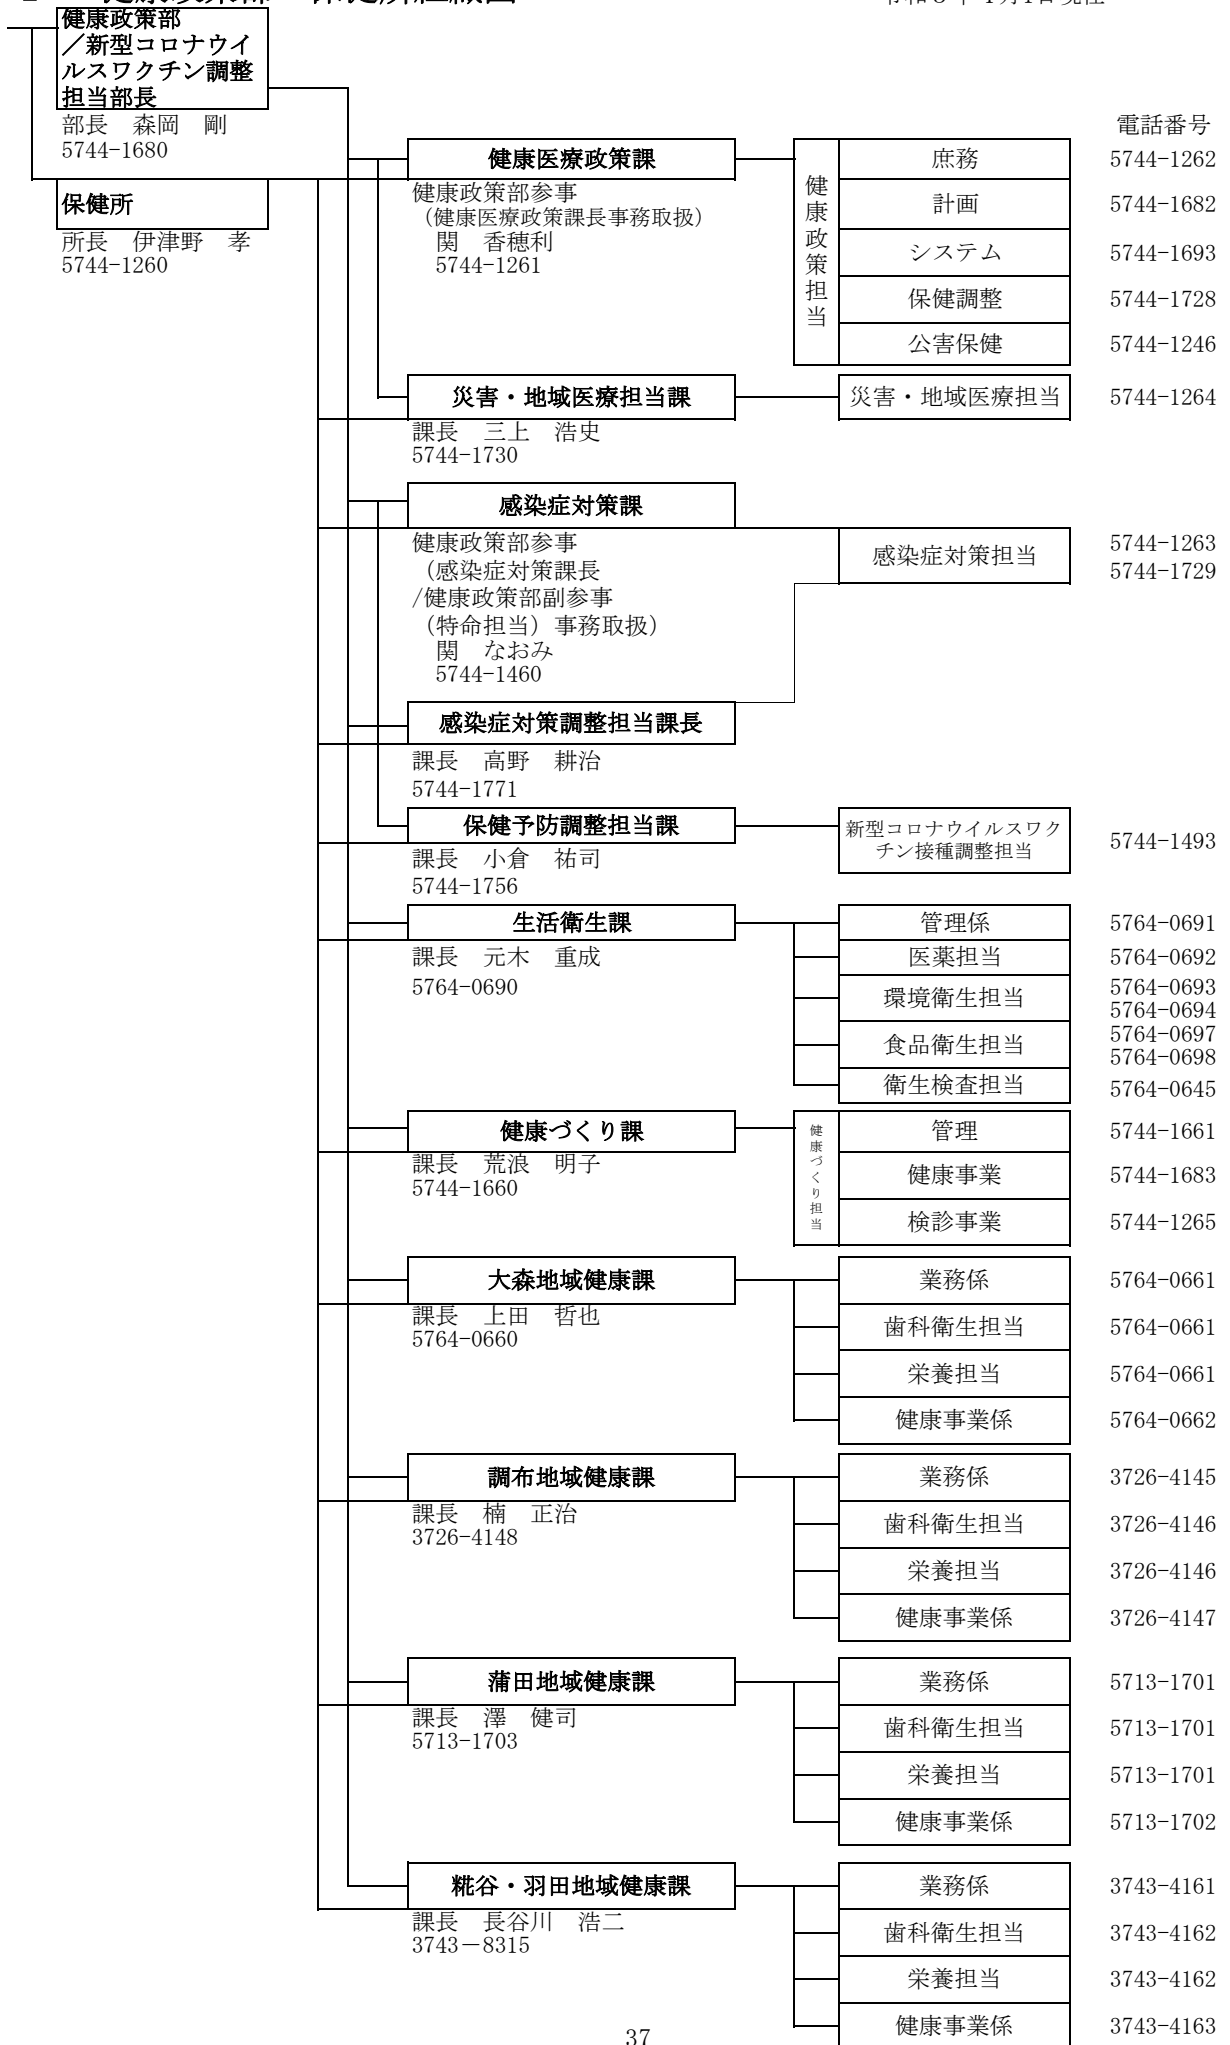 健康政策部
／新型コロナウイ
ルスワクチン調整
担当部長
部長　森岡　剛
5744-1680
保健所
所長　伊津野　孝
5744-1260
電話番号
健康医療政策課
健康政策部参事
（健康医療政策課長事務取扱）
関　香穂利
5744-1261
健康政策担当
庶務 5744-1262
計画 5744-1682
システム 5744-1693
保健調整 5744-1728
公害保健 5744-1246
災害・地域医療担当課
課長　三上　浩史
5744-1730
災害・地域医療担当 5744-1264
感染症対策課
健康政策部参事
（感染症対策課長
/健康政策部副参事
（特命担当）事務取扱）
関　なおみ
5744-1460
感染症対策担当
5744-1263
5744-1729
感染症対策調整担当課長
課長　高野　耕治
5744-1771
保健予防調整担当課
課長　小倉　祐司
5744-1756
新型コロナウイルスワク
チン接種調整担当
5744-1493
生活衛生課
課長　元木　重成
5764-0690
管理係 5764-0691
医薬担当 5764-0692
環境衛生担当
5764-0693
5764-0694
食品衛生担当
5764-0697
5764-0698
衛生検査担当 5764-0645
健康づくり課
課長　荒浪　明子
5744-1660
健康づくり担当
管理 5744-1661
健康事業 5744-1683
検診事業 5744-1265
大森地域健康課
課長　上田　哲也
5764-0660
業務係 5764-0661
歯科衛生担当 5764-0661
栄養担当 5764-0661
健康事業係 5764-0662
調布地域健康課
課長　楠　正治
3726-4148
業務係 3726-4145
歯科衛生担当 3726-4146
栄養担当 3726-4146
健康事業係 3726-4147
蒲田地域健康課
課長　澤　健司
5713-1703
業務係 5713-1701
歯科衛生担当 5713-1701
栄養担当 5713-1701
健康事業係 5713-1702
糀谷・羽田地域健康課
課長　長谷川　浩二
3743－8315
業務係 3743-4161
歯科衛生担当 3743-4162
栄養担当 3743-4162
健康事業係 3743-4163
37